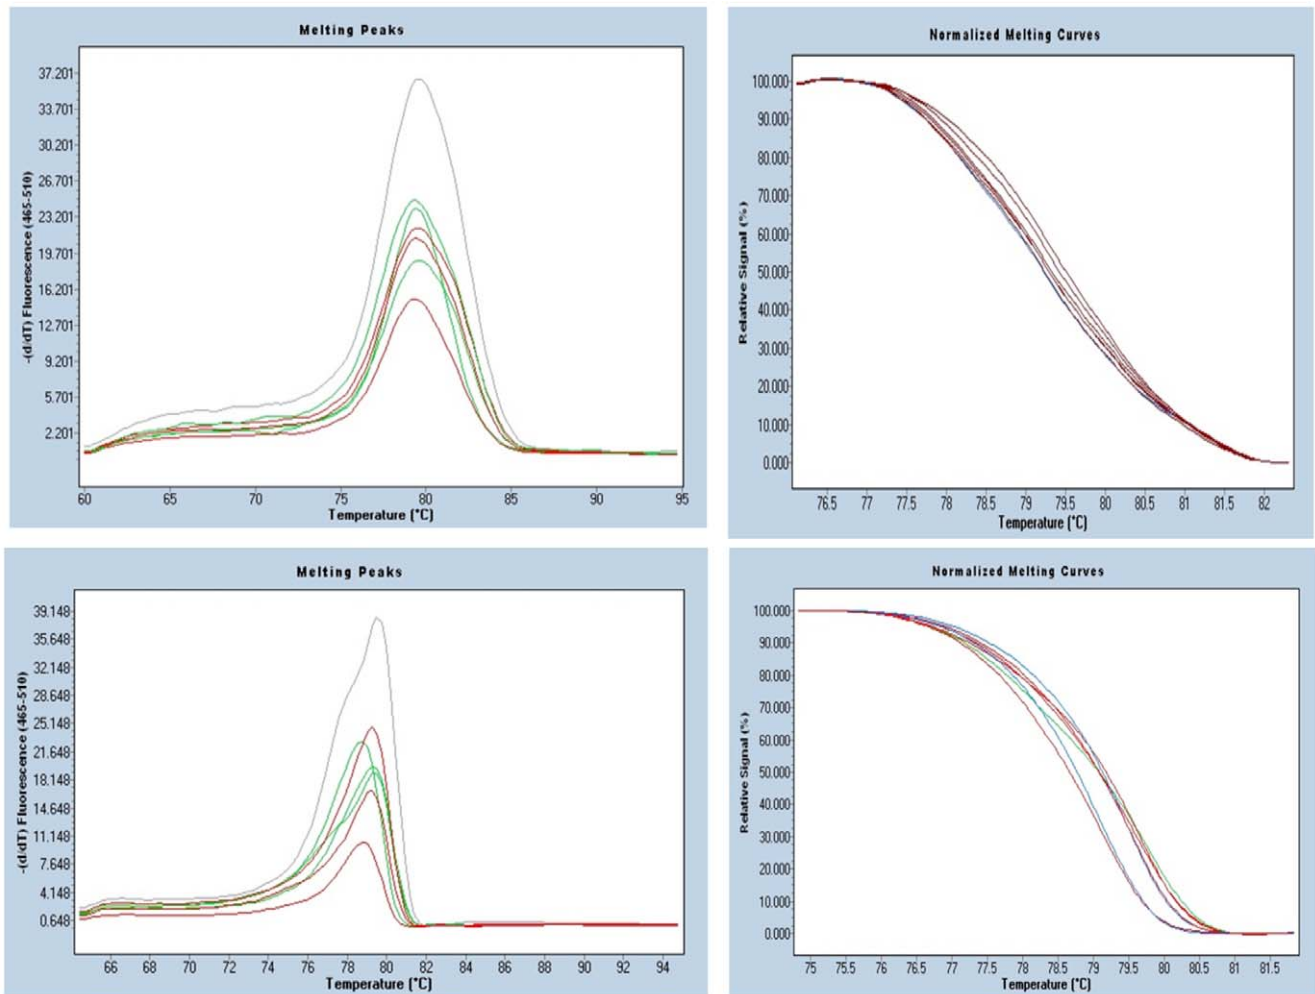 Melting Peaks
-(d/dT) Fluorescence (465-510)
37.201
33.701
30.201
26.701
23.201
19.701
16.201
12.701
9.201
5.701
2.201
60 65 70 75 80 85 90 95
Temperature (°C)
Normalized Melting Curves
Relative Signal (%)
100.000
90.000
80.000
70.000
60.000
50.000
40.000
30.000
20.000
10.000
0.000
76.5 77 77.5 78 78.5 79 79.5 80 80.5 81 81.5 82
Temperature (°C)
Melting Peaks
-(d/dT) Fluorescence (465-510)
39.148
35.648
32.148
28.648
25.148
21.648
18.148
14.648
11.148
7.648
4.148
0.648
66 68 70 72 74 76 78 80 82 84 86 88 90 92 94
Temperature (°C)
Normalized Melting Curves
Relative Signal (%)
100.000
90.000
80.000
70.000
60.000
50.000
40.000
30.000
20.000
10.000
0.000
75 75.5 76 76.5 77 77.5 78 78.5 79 79.5 80 80.5 81 81.5
Temperature (°C)